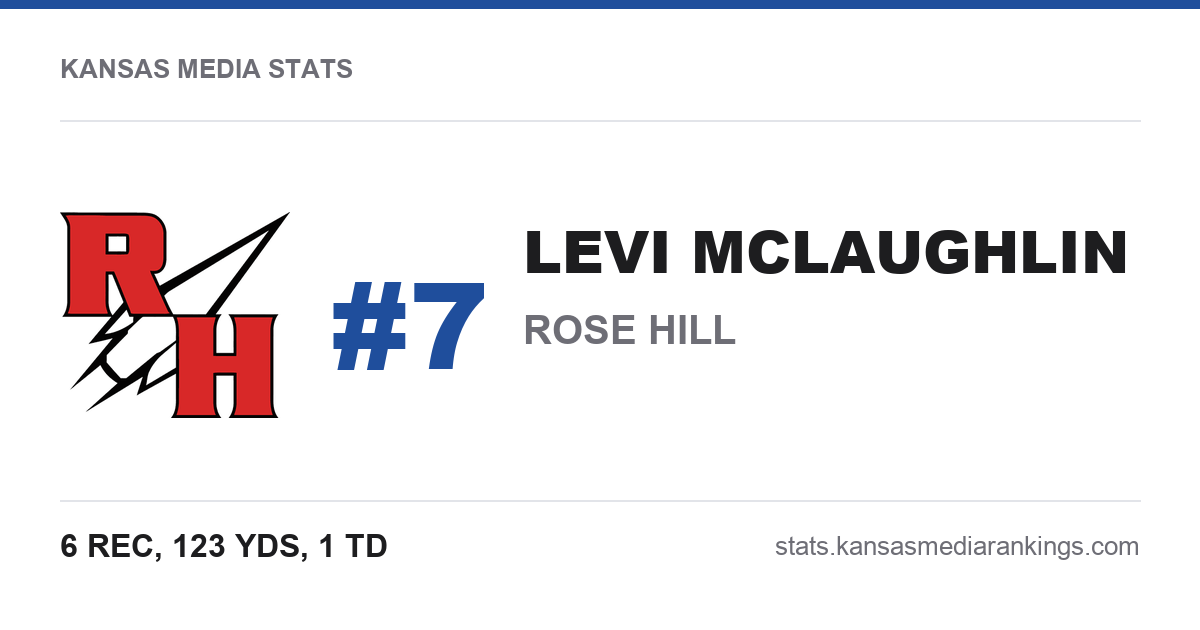 KANSAS MEDIA STATS
RH
#7
LEVI MCLAUGHLIN
ROSE HILL
6 REC, 123 YDS, 1 TD
stats.kansasmediarankings.com